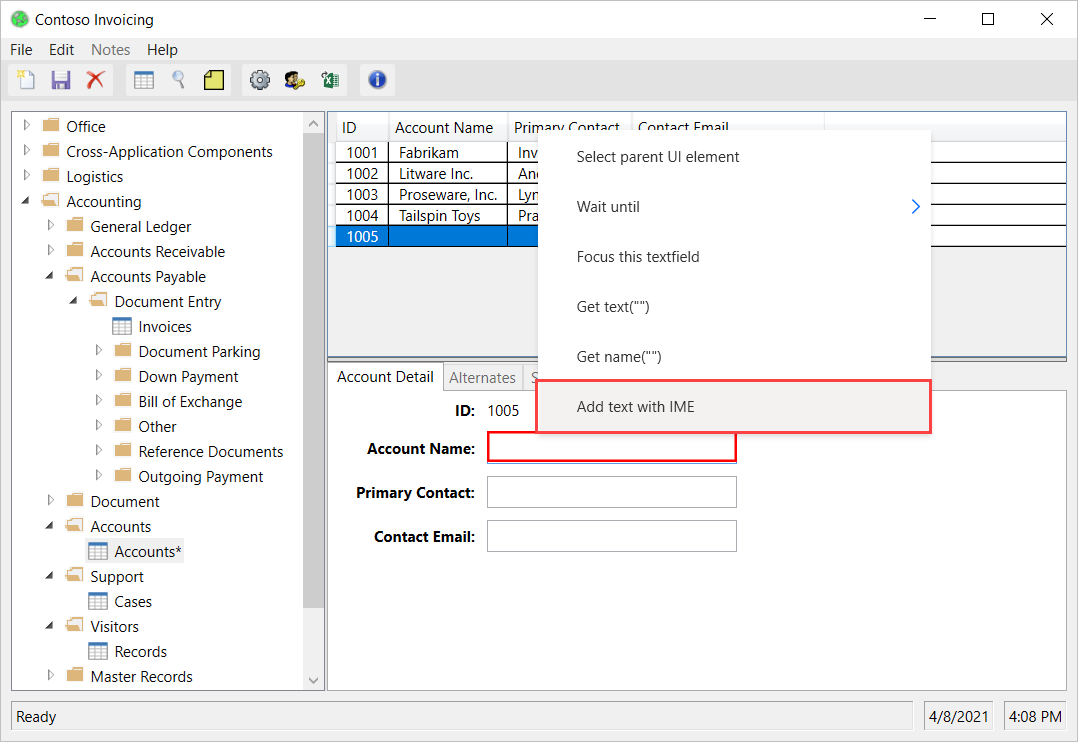 Contoso Invoicing
File Edit Notes Help
Office
Cross-Application Components
Logistics
Accounting
General Ledger
Accounts Receivable
Accounts Payable
Document Entry
Invoices
Document Parking
Down Payment
Bill of Exchange
Other
Reference Documents
Outgoing Payment
Document
Accounts
Accounts*
Support
Cases
Visitors
Records
Master Records
ID Account Name Primary Contact Contact Email
1001 Fabrikam
1002 Litware Inc.
1003 Proseware, Inc.
1004 Tailspin Toys
1005
Select parent UI element
Wait until
Focus this textfield
Get text("")
Get name("")
Add text with IME
Account Detail Alternates
ID: 1005
Account Name:
Primary Contact:
Contact Email:
Ready 4/8/2021 4:08 PM